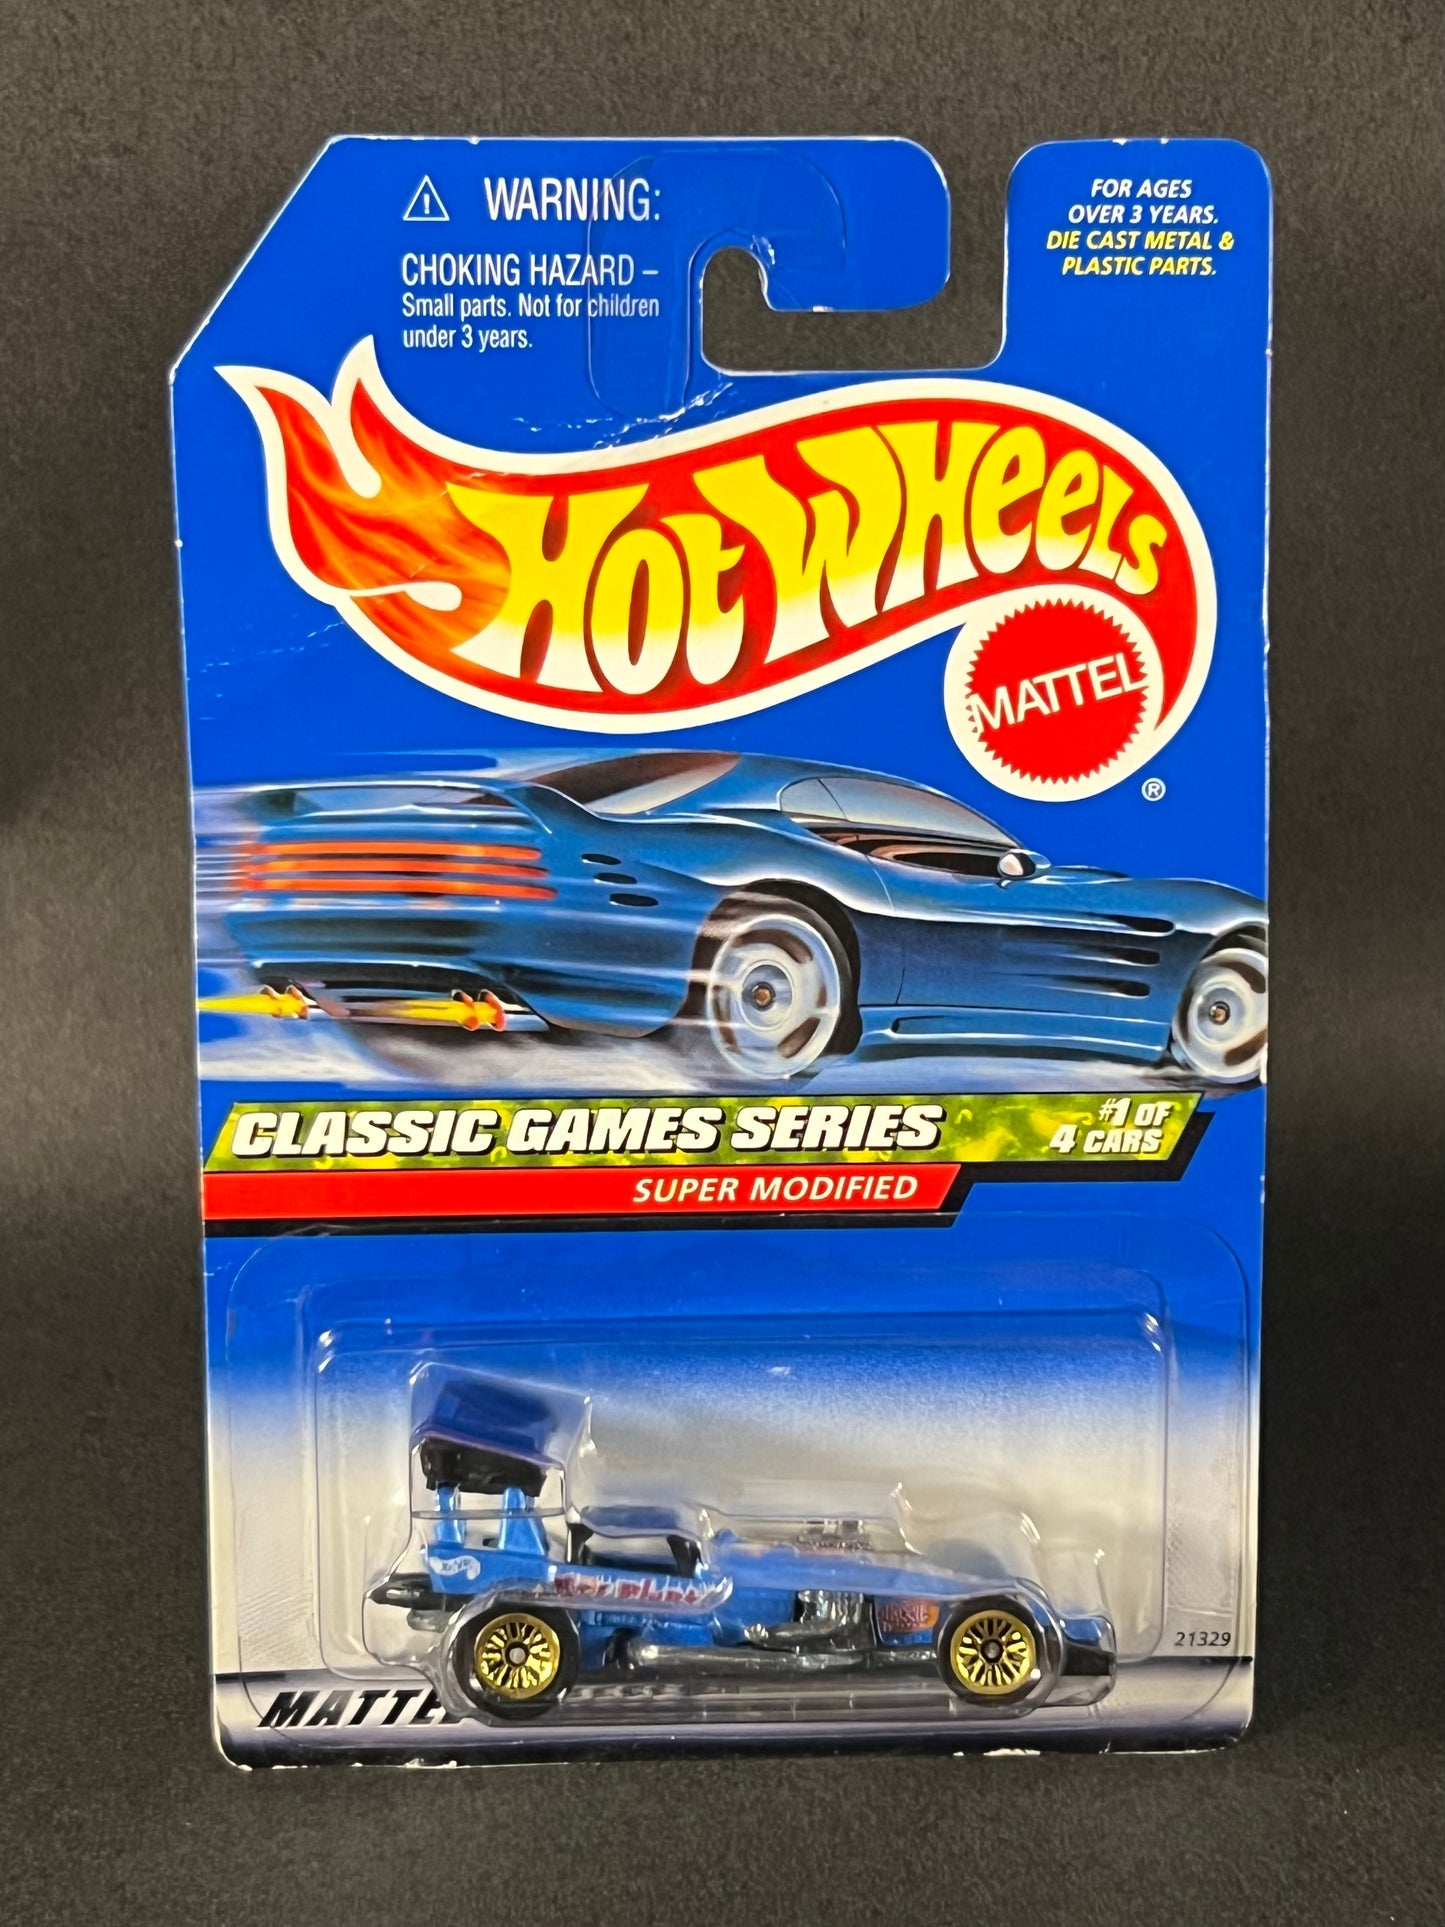 WARNING:
CHOKING HAZARD –
Small parts. Not for children
under 3 years.
FOR AGES
OVER 3 YEARS.
DIE CAST METAL &
PLASTIC PARTS.
HOT WHEELS
MATTEL
®
CLASSIC GAMES SERIES
#1 OF
4 CARS
SUPER MODIFIED
21329
MATTE